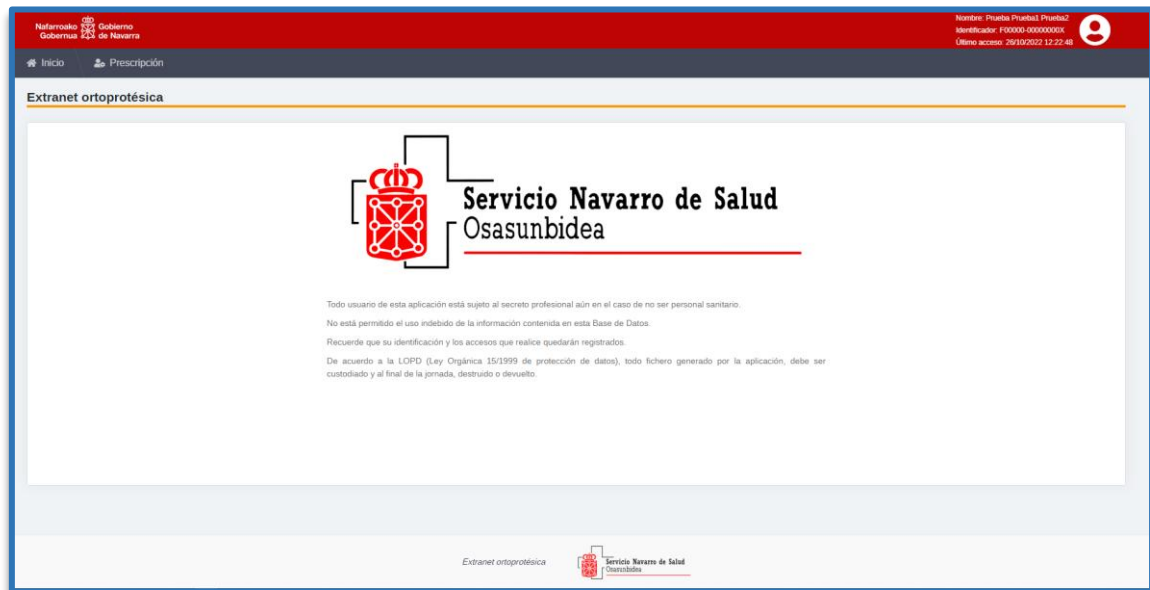 Nafarroako Gobierno
Gobernua de Navarra
Nombre: Prueba Prueba1 Prueba2
Identificador: F00000-00000000X
Último acceso: 26/10/2022 12:22:48
Inicio Prescripción
Extranet ortoprotésica
Servicio Navarro de Salud
Osasunbidea
Todo usuario de esta aplicación está sujeto al secreto profesional aún en el caso de no ser personal sanitario.
No está permitido el uso indebido de la información contenida en esta Base de Datos.
Recuerde que su identificación y los accesos que realice quedarán registrados.
De acuerdo a la LOPD (Ley Orgánica 15/1999 de protección de datos), todo fichero generado por la aplicación, debe ser
custodiado y al final de la jornada, destruido o devuelto.
Extranet ortoprotésica
Servicio Navarro de Salud
Osasunbidea